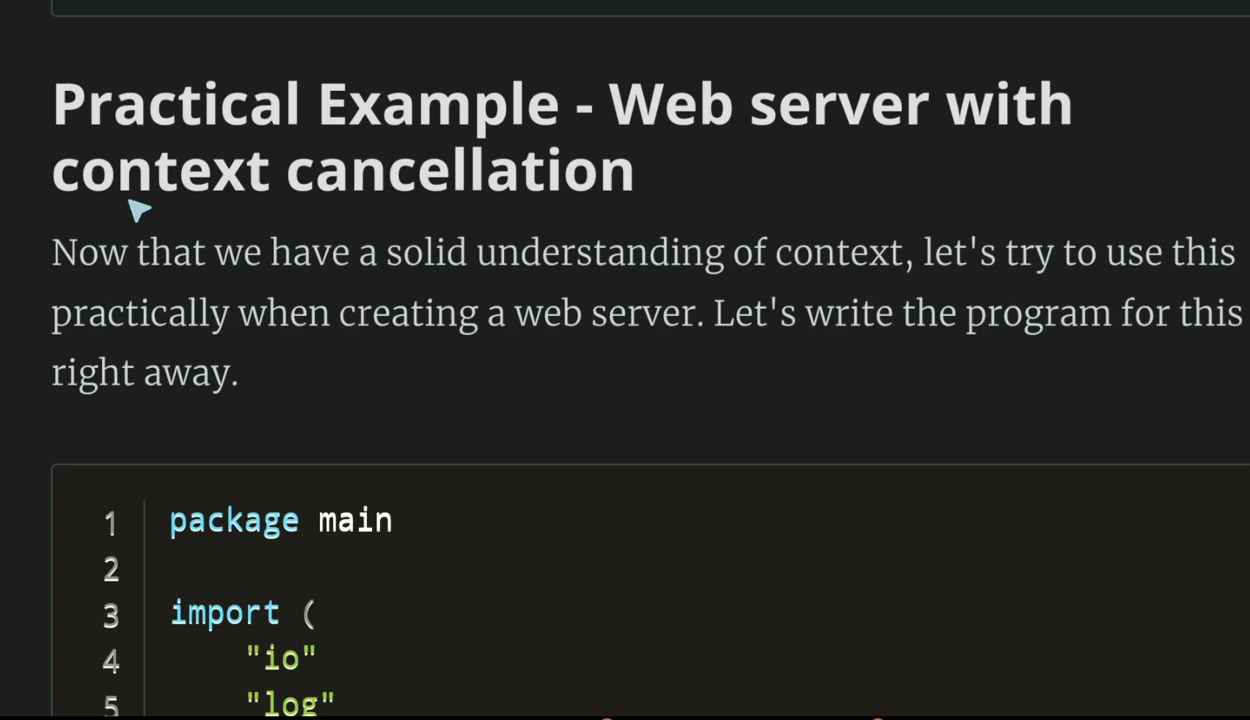 Practical Example - Web server with
context cancellation
Now that we have a solid understanding of context, let's try to use this
practically when creating a web server. Let's write the program for this
right away.
1 package main
2
3 import (
4 "io"
5 "log"